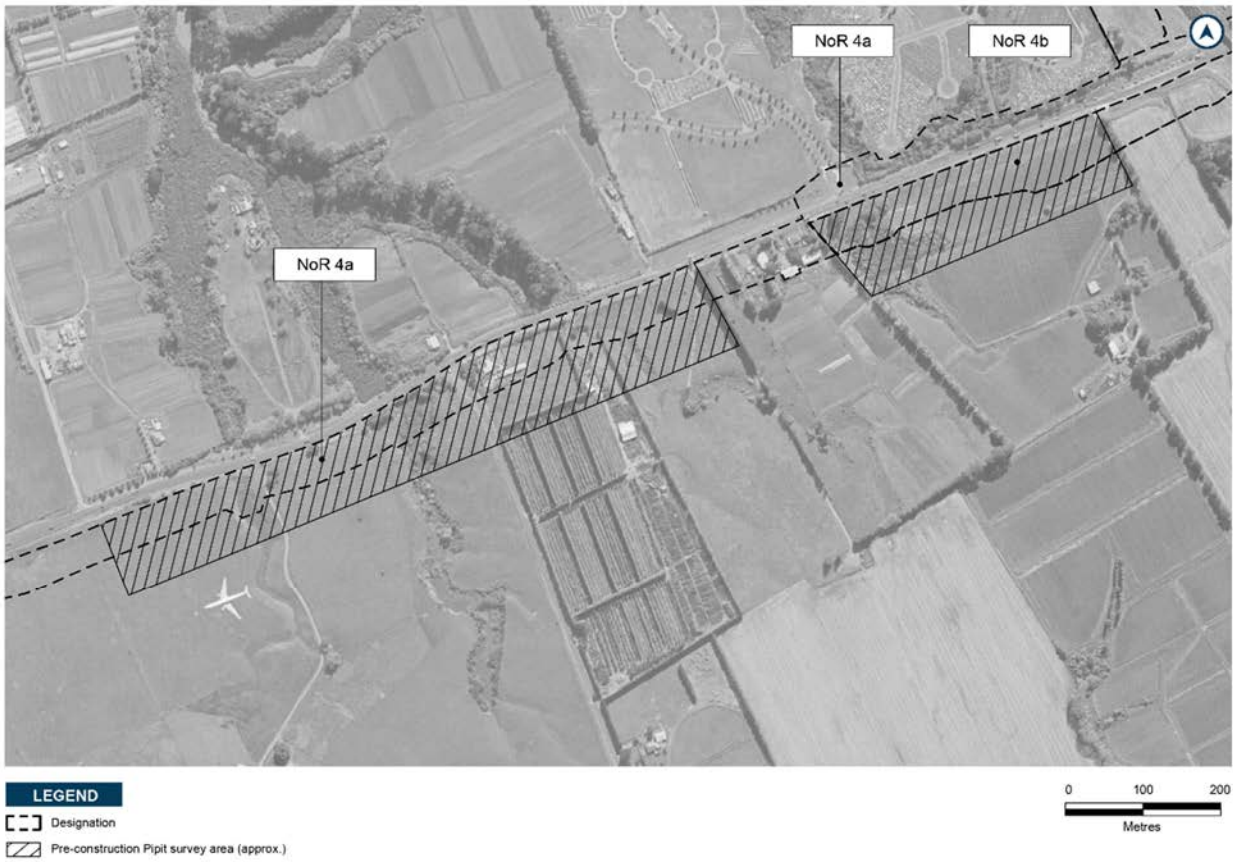 NoR 4a
NoR 4b
NoR 4a
LEGEND
Designation
Pre-construction Pipit survey area (approx.)
0 100 200
Metres